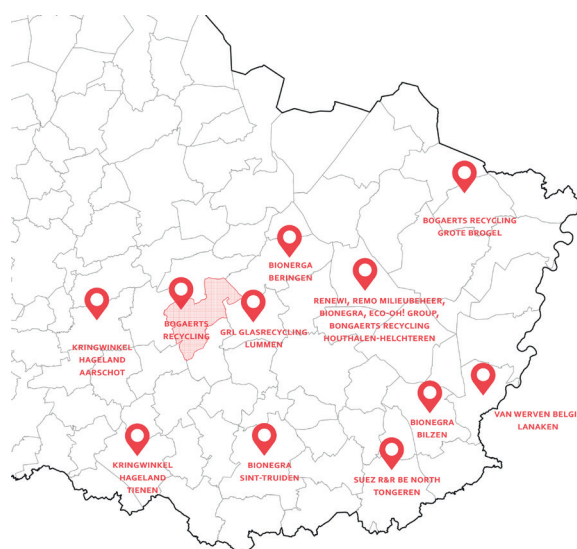 BOGAERTS RECYCLING
GROTE BROGEL
BIONERGA
BERINGEN
RENEWI, REMO MILIEUBEHEER,
BIONEGRA, ECO-OH! GROUP,
BONGAERTS RECYCLING
HOUTHALEN-HELCHTEREN
BOGAERTS
RECYCLING
GRL GLASRECYCLING
LUMMEN
KRINGWINKEL
HAGELAND
AARSCHOT
VAN WERVEN BELGI
LANAKEN
BIONEGRA
BILZEN
KRINGWINKEL
HAGELAND
TIENEN
BIONEGRA
SINT-TRUIDEN
SUEZ R&R BE NORTH
TONGEREN